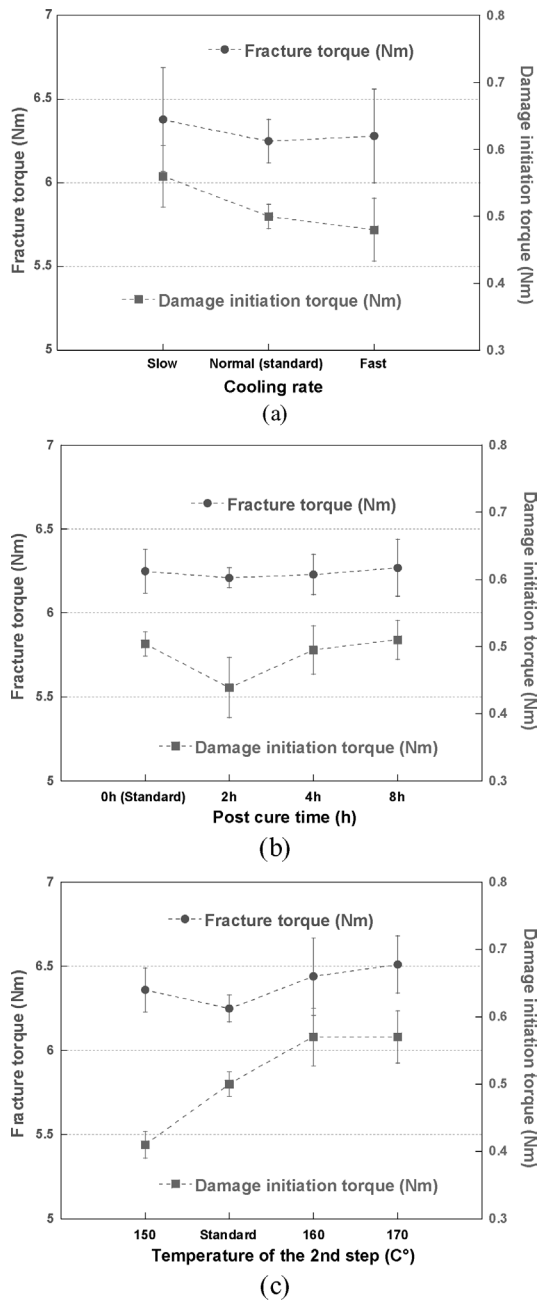 7
0.8
Fracture torque (Nm)
0.7
6.5
0.6
6
0.5
5.5
0.4
Damage initiation torque (Nm)
5
0.3
Slow Normal (standard) Fast
Cooling rate
Fracture torque (Nm)
Damage initiation torque (Nm)
(a)
7
0.8
Fracture torque (Nm)
0.7
6.5
0.6
6
0.5
5.5
0.4
Damage initiation torque (Nm)
5
0.3
0h (Standard) 2h 4h 8h
Post cure time (h)
Fracture torque (Nm)
Damage initiation torque (Nm)
(b)
7
0.8
Fracture torque (Nm)
0.7
6.5
0.6
6
0.5
5.5
0.4
Damage initiation torque (Nm)
5
0.3
150 Standard 160 170
Temperature of the 2nd step (C°)
Fracture torque (Nm)
Damage initiation torque (Nm)
(c)